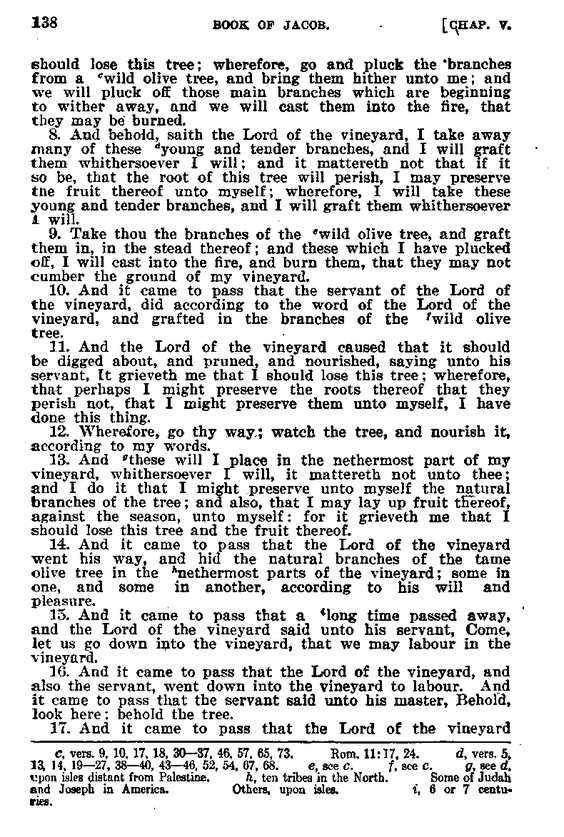 138 BOOK OF JACOB. [CHAP. V.
should lose this tree; wherefore, go and pluck the branches
from a ᶜwild olive tree, and bring them hither unto me; and
we will pluck off those main branches which are beginning
to wither away, and we will cast them into the fire, that
they may be burned.
8. And behold, saith the Lord of the vineyard, I take away
many of these ᵈyoung and tender branches, and I will graft
them whithersoever I will; and it mattereth not that if it
so be, that the root of this tree will perish, I may preserve
the fruit thereof unto myself; wherefore, I will take these
young and tender branches, and I will graft them whithersoever
I will.
9. Take thou the branches of the ᵉwild olive tree, and graft
them in, in the stead thereof; and these which I have plucked
off, I will cast into the fire, and burn them, that they may not
cumber the ground of my vineyard.
10. And it came to pass that the servant of the Lord of
the vineyard, did according to the word of the Lord of the
vineyard, and grafted in the branches of the ᶠwild olive
tree.
11. And the Lord of the vineyard caused that it should
be digged about, and pruned, and nourished, saying unto his
servant, It grieveth me that I should lose this tree; wherefore,
that perhaps I might preserve the roots thereof that they
perish not, that I might preserve them unto myself, I have
done this thing.
12. Wherefore, go thy way; watch the tree, and nourish it,
according to my words.
13. And ᵍthese will I place in the nethermost part of my
vineyard, whithersoever I will, it mattereth not unto thee;
and I do it that I might preserve unto myself the natural
branches of the tree; and also, that I may lay up fruit thereof,
against the season, unto myself: for it grieveth me that I
should lose this tree and the fruit thereof.
14. And it came to pass that the Lord of the vineyard
went his way, and hid the natural branches of the tame
olive tree in the ʰnethermost parts of the vineyard; some in
one, and some in another, according to his will and
pleasure.
15. And it came to pass that a ⁱlong time passed away,
and the Lord of the vineyard said unto his servant, Come,
let us go down into the vineyard, that we may labour in the
vineyard.
16. And it came to pass that the Lord of the vineyard, and
also the servant, went down into the vineyard to labour. And
it came to pass that the servant said unto his master, Behold,
look here; behold the tree.
17. And it came to pass that the Lord of the vineyard
c, vers. 9, 10, 17, 18, 30—37, 46, 57, 65, 73. Rom. 11:17, 24. d, vers. 5,
13, 14, 19—27, 38—40, 43—46, 52, 54, 67, 68. e, see c. f, see c. g, see d,
upon isles distant from Palestine. h, ten tribes in the North. Some of Judah
and Joseph in America. Others, upon isles. i, 6 or 7 centu-
ries.